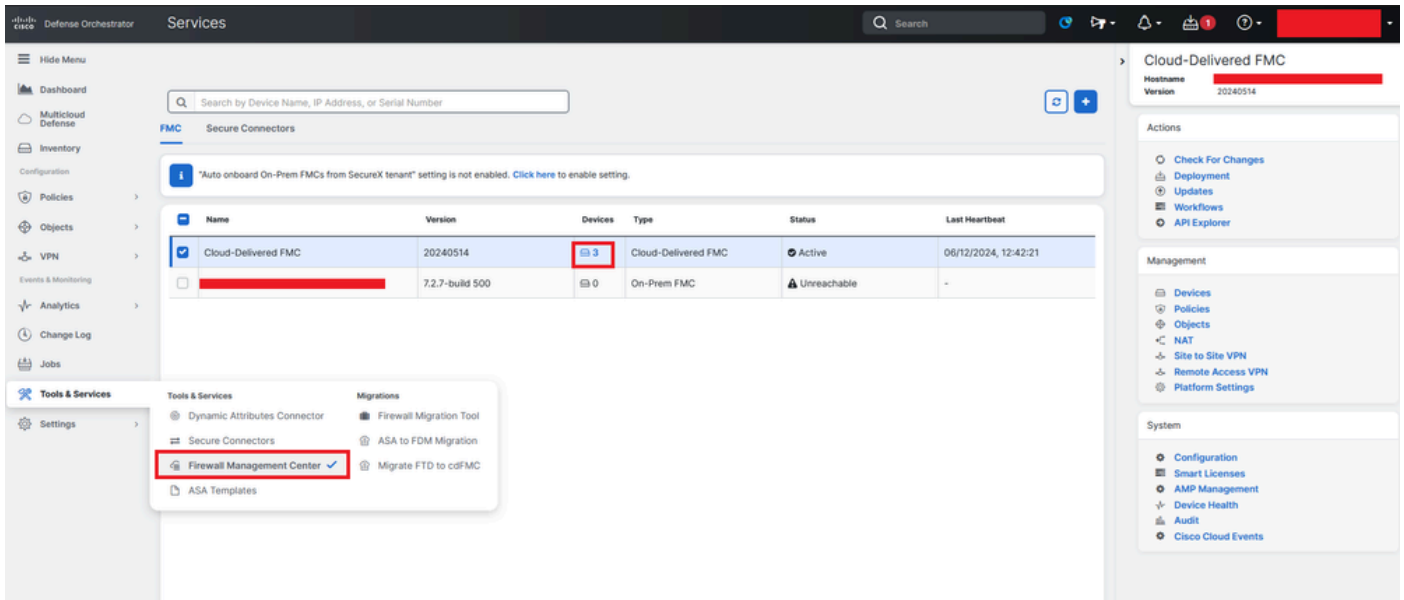 cisco Defense Orchestrator
Services
Search
1
Hide Menu
Dashboard
Multicloud
Defense
Inventory
Configuration
Policies
Objects
VPN
Events & Monitoring
Analytics
Change Log
Jobs
Tools & Services
Settings
Search by Device Name, IP Address, or Serial Number
FMC Secure Connectors
"Auto onboard On-Prem FMCs from SecureX tenant" setting is not enabled. Click here to enable setting.
Name Version Devices Type Status Last Heartbeat
Cloud-Delivered FMC 20240514 3 Cloud-Delivered FMC Active 06/12/2024, 12:42:21
7.2.7-build 500 0 On-Prem FMC Unreachable -
Tools & Services
Dynamic Attributes Connector
Secure Connectors
Firewall Management Center
ASA Templates
Migrations
Firewall Migration Tool
ASA to FDM Migration
Migrate FTD to cdFMC
Cloud-Delivered FMC
Hostname
Version 20240514
Actions
Check For Changes
Deployment
Updates
Workflows
API Explorer
Management
Devices
Policies
Objects
NAT
Site to Site VPN
Remote Access VPN
Platform Settings
System
Configuration
Smart Licenses
AMP Management
Device Health
Audit
Cisco Cloud Events